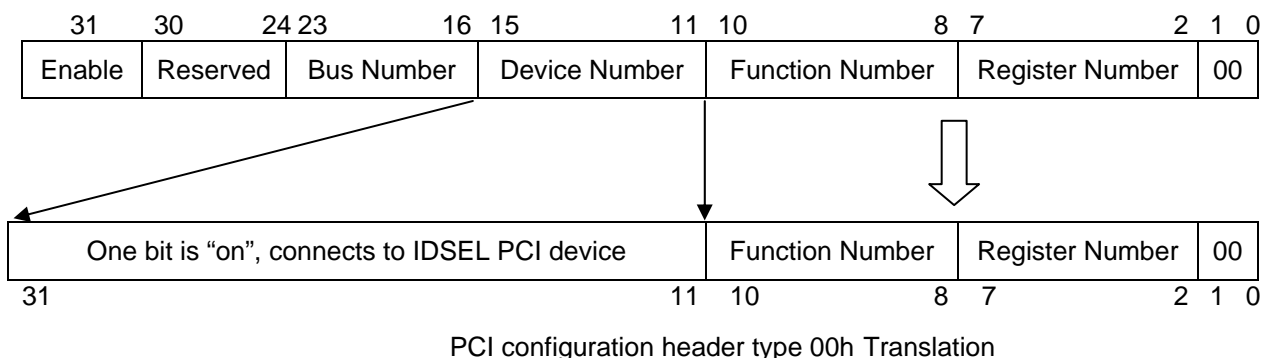 31 30 24 23 16 15 11 10 8 7 2 1 0
Enable Reserved Bus Number Device Number Function Number Register Number 00
One bit is “on”, connects to IDSEL PCI device Function Number Register Number 00
31 11 10 8 7 2 1 0
PCI configuration header type 00h Translation